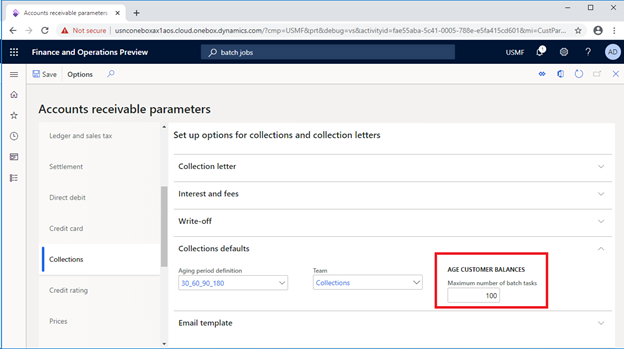 Accounts receivable parameters
Not secure | usnconeboxax1aos.cloud.onebox.dynamics.com/?cmp=USMF&prt&debug=vs&activityid=fae55aba-5c41-0005-788e-e5fa415cd601&mi=CustPar...
Finance and Operations Preview
batch jobs
USMF
1
?
AD
Save
Options
Accounts receivable parameters
Ledger and sales tax
Settlement
Direct debit
Credit card
Collections
Credit rating
Prices
Set up options for collections and collection letters
Collection letter
Interest and fees
Write-off
Collections defaults
Aging period definition
30_60_90_180
Team
Collections
AGE CUSTOMER BALANCES
Maximum number of batch tasks
100
Email template